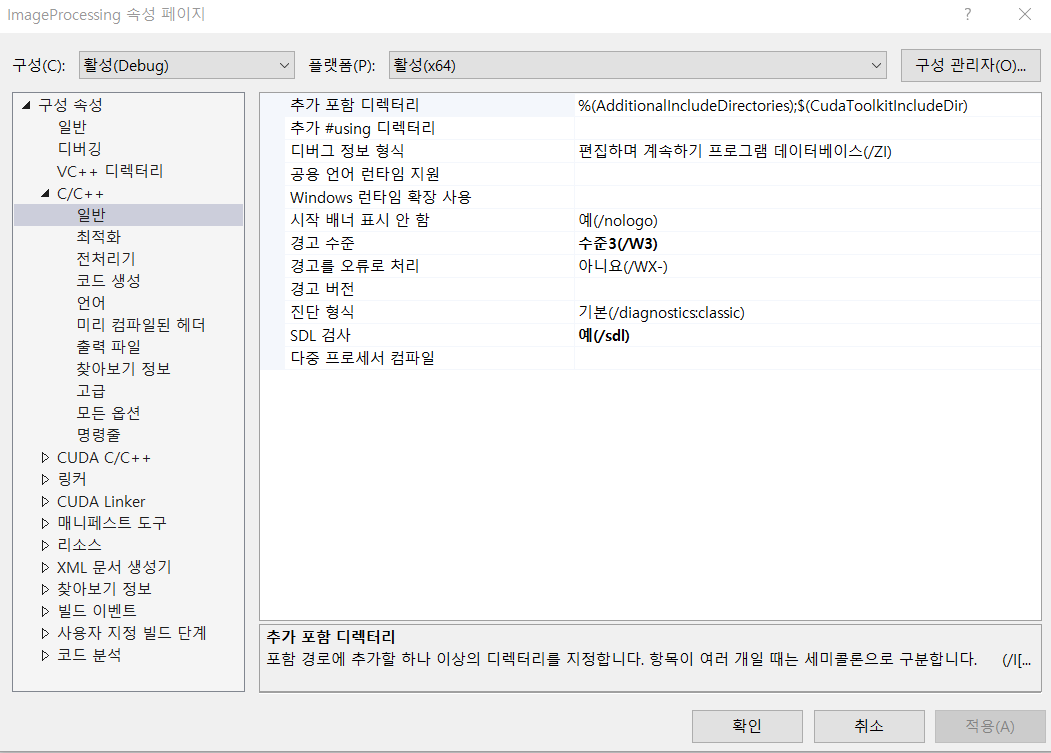 ImageProcessing 속성 페이지
구성(C): 활성(Debug) 플랫폼(P): 활성(x64) 구성 관리자(O)...
구성 속성
일반
디버깅
VC++ 디렉터리
C/C++
일반
최적화
전처리기
코드 생성
언어
미리 컴파일된 헤더
출력 파일
찾아보기 정보
고급
모든 옵션
명령줄
CUDA C/C++
링커
CUDA Linker
매니페스트 도구
리소스
XML 문서 생성기
찾아보기 정보
빌드 이벤트
사용자 지정 빌드 단계
코드 분석
추가 포함 디렉터리 %(AdditionalIncludeDirectories);$(CudaToolkitIncludeDir)
추가 #using 디렉터리
디버그 정보 형식 편집하며 계속하기 프로그램 데이터베이스(/ZI)
공용 언어 런타임 지원
Windows 런타임 확장 사용
시작 배너 표시 안 함 예(/nologo)
경고 수준 수준3(/W3)
경고를 오류로 처리 아니요(/WX-)
경고 버전
진단 형식 기본(/diagnostics:classic)
SDL 검사 예(/sdl)
다중 프로세서 컴파일
추가 포함 디렉터리
포함 경로에 추가할 하나 이상의 디렉터리를 지정합니다. 항목이 여러 개일 때는 세미콜론으로 구분합니다. (/I[...
확인 취소 적용(A)